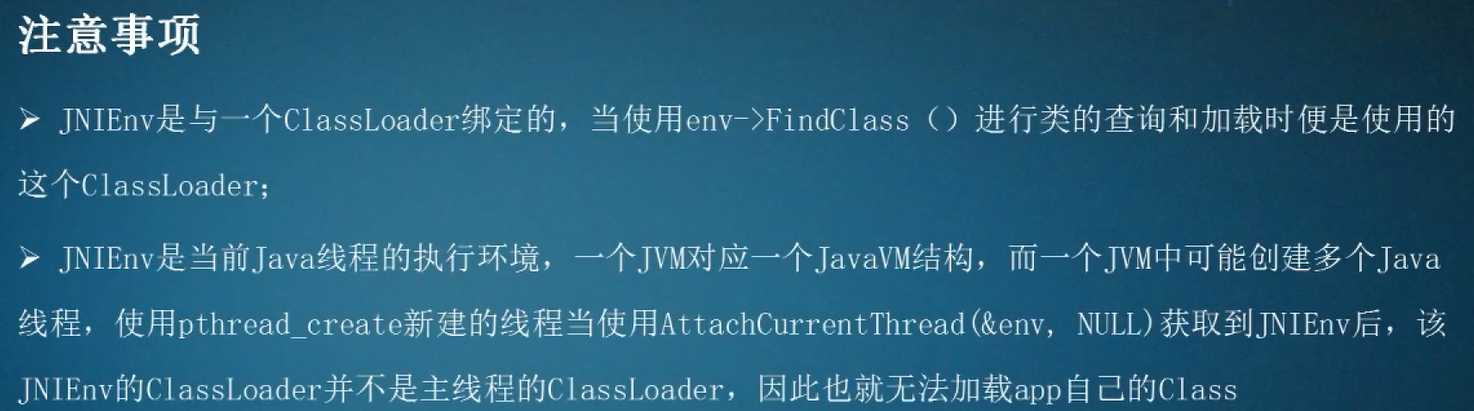 注意事项
➢ JNIEnv是与一个ClassLoader绑定的，当使用env->FindClass（）进行类的查询和加载时便是使用的
这个ClassLoader；
➢ JNIEnv是当前Java线程的执行环境，一个JVM对应一个JavaVM结构，而一个JVM中可能创建多个Java
线程，使用pthread_create新建的线程当使用AttachCurrentThread(&env, NULL)获取到JNIEnv后，该
JNIEnv的ClassLoader并不是主线程的ClassLoader，因此也就无法加载app自己的Class